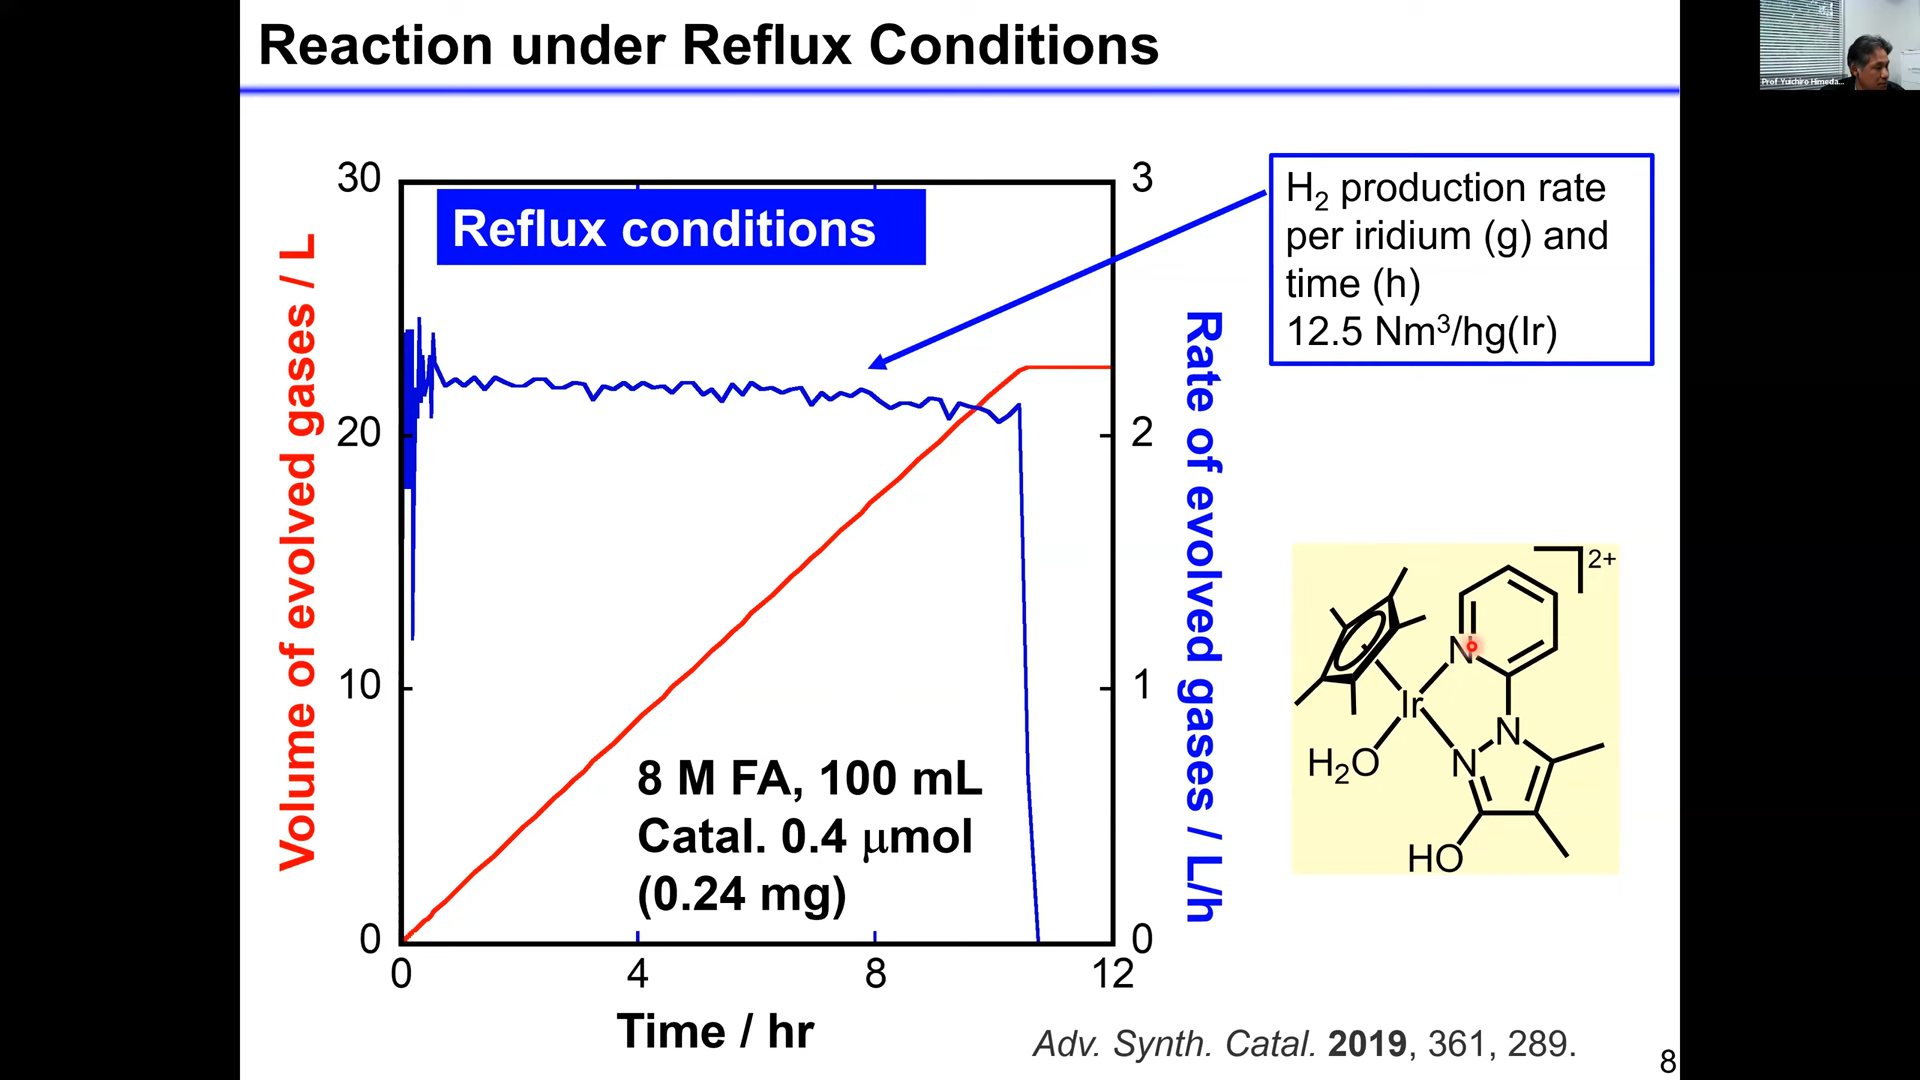 Reaction under Reflux Conditions
Prof Yuichiro Himeda...
30
20
10
0
Volume of evolved gases / L
Reflux conditions
3
2
1
0
Rate of evolved gases / L/h
H₂ production rate
per iridium (g) and
time (h)
12.5 Nm³/hg(Ir)
8 M FA, 100 mL
Catal. 0.4 μmol
(0.24 mg)
0
4
8
12
Time / hr
2+
N
Ir
N
N
H₂O
HO
Adv. Synth. Catal. 2019, 361, 289.
8